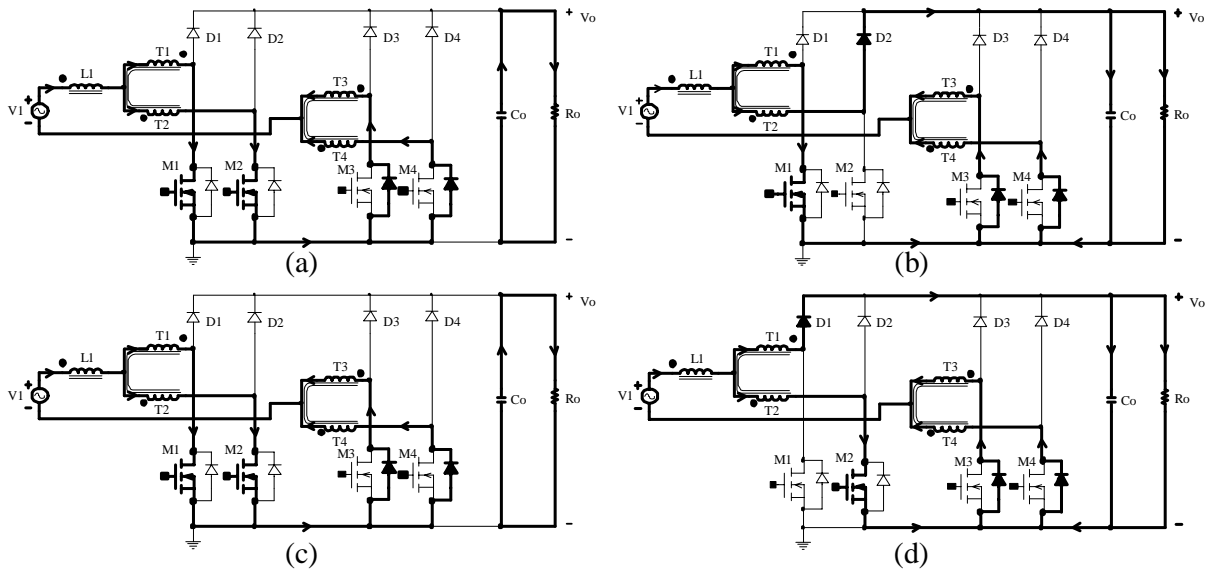 D1 D2 D3 D4 + Vo
T1
L1 T3
V1 + Co Ro
- T2
T4
M1 M2 M3 M4
-
(a)
D1 D2 D3 D4 + Vo
T1
L1 T3
V1 + Co Ro
- T2
T4
M1 M2 M3 M4
-
(b)
D1 D2 D3 D4 + Vo
T1
L1 T3
V1 + Co Ro
- T2
T4
M1 M2 M3 M4
-
(c)
D1 D2 D3 D4 + Vo
T1
L1 T3
V1 + Co Ro
- T2
T4
M1 M2 M3 M4
-
(d)